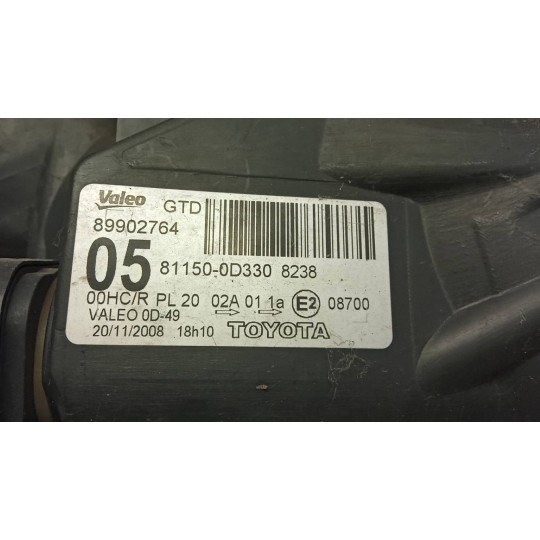 Valeo GTD
89902764
05 81150-0D330 8238
00HC/R PL 20 02A 01 1a E2 08700
VALEO 0D-49 → →
20/11/2008 18h10 TOYOTA